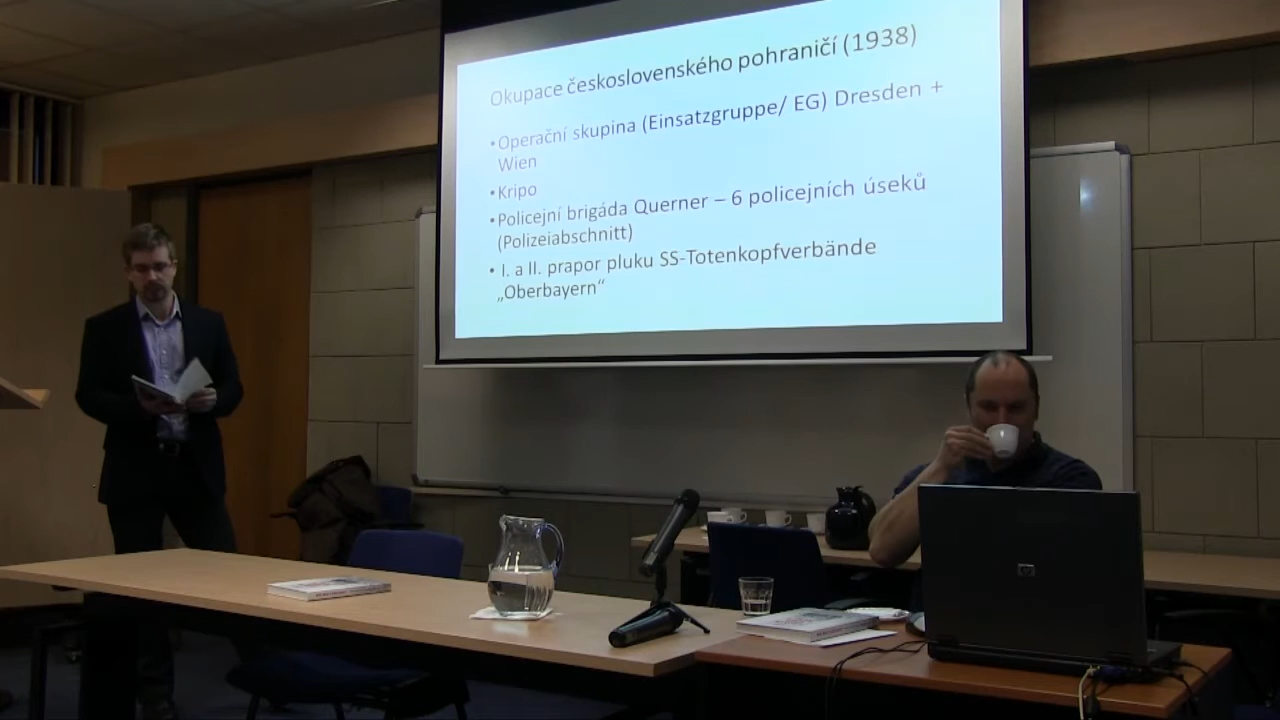 Okupace československého pohraničí (1938)
•Operační skupina (Einsatzgruppe/ EG) Dresden +
Wien
•Kripo
•Policejní brigáda Querner – 6 policejních úseků
(Polizeiabschnitt)
• I. a II. prapor pluku SS-Totenkopfverbände
„Oberbayern“
hp